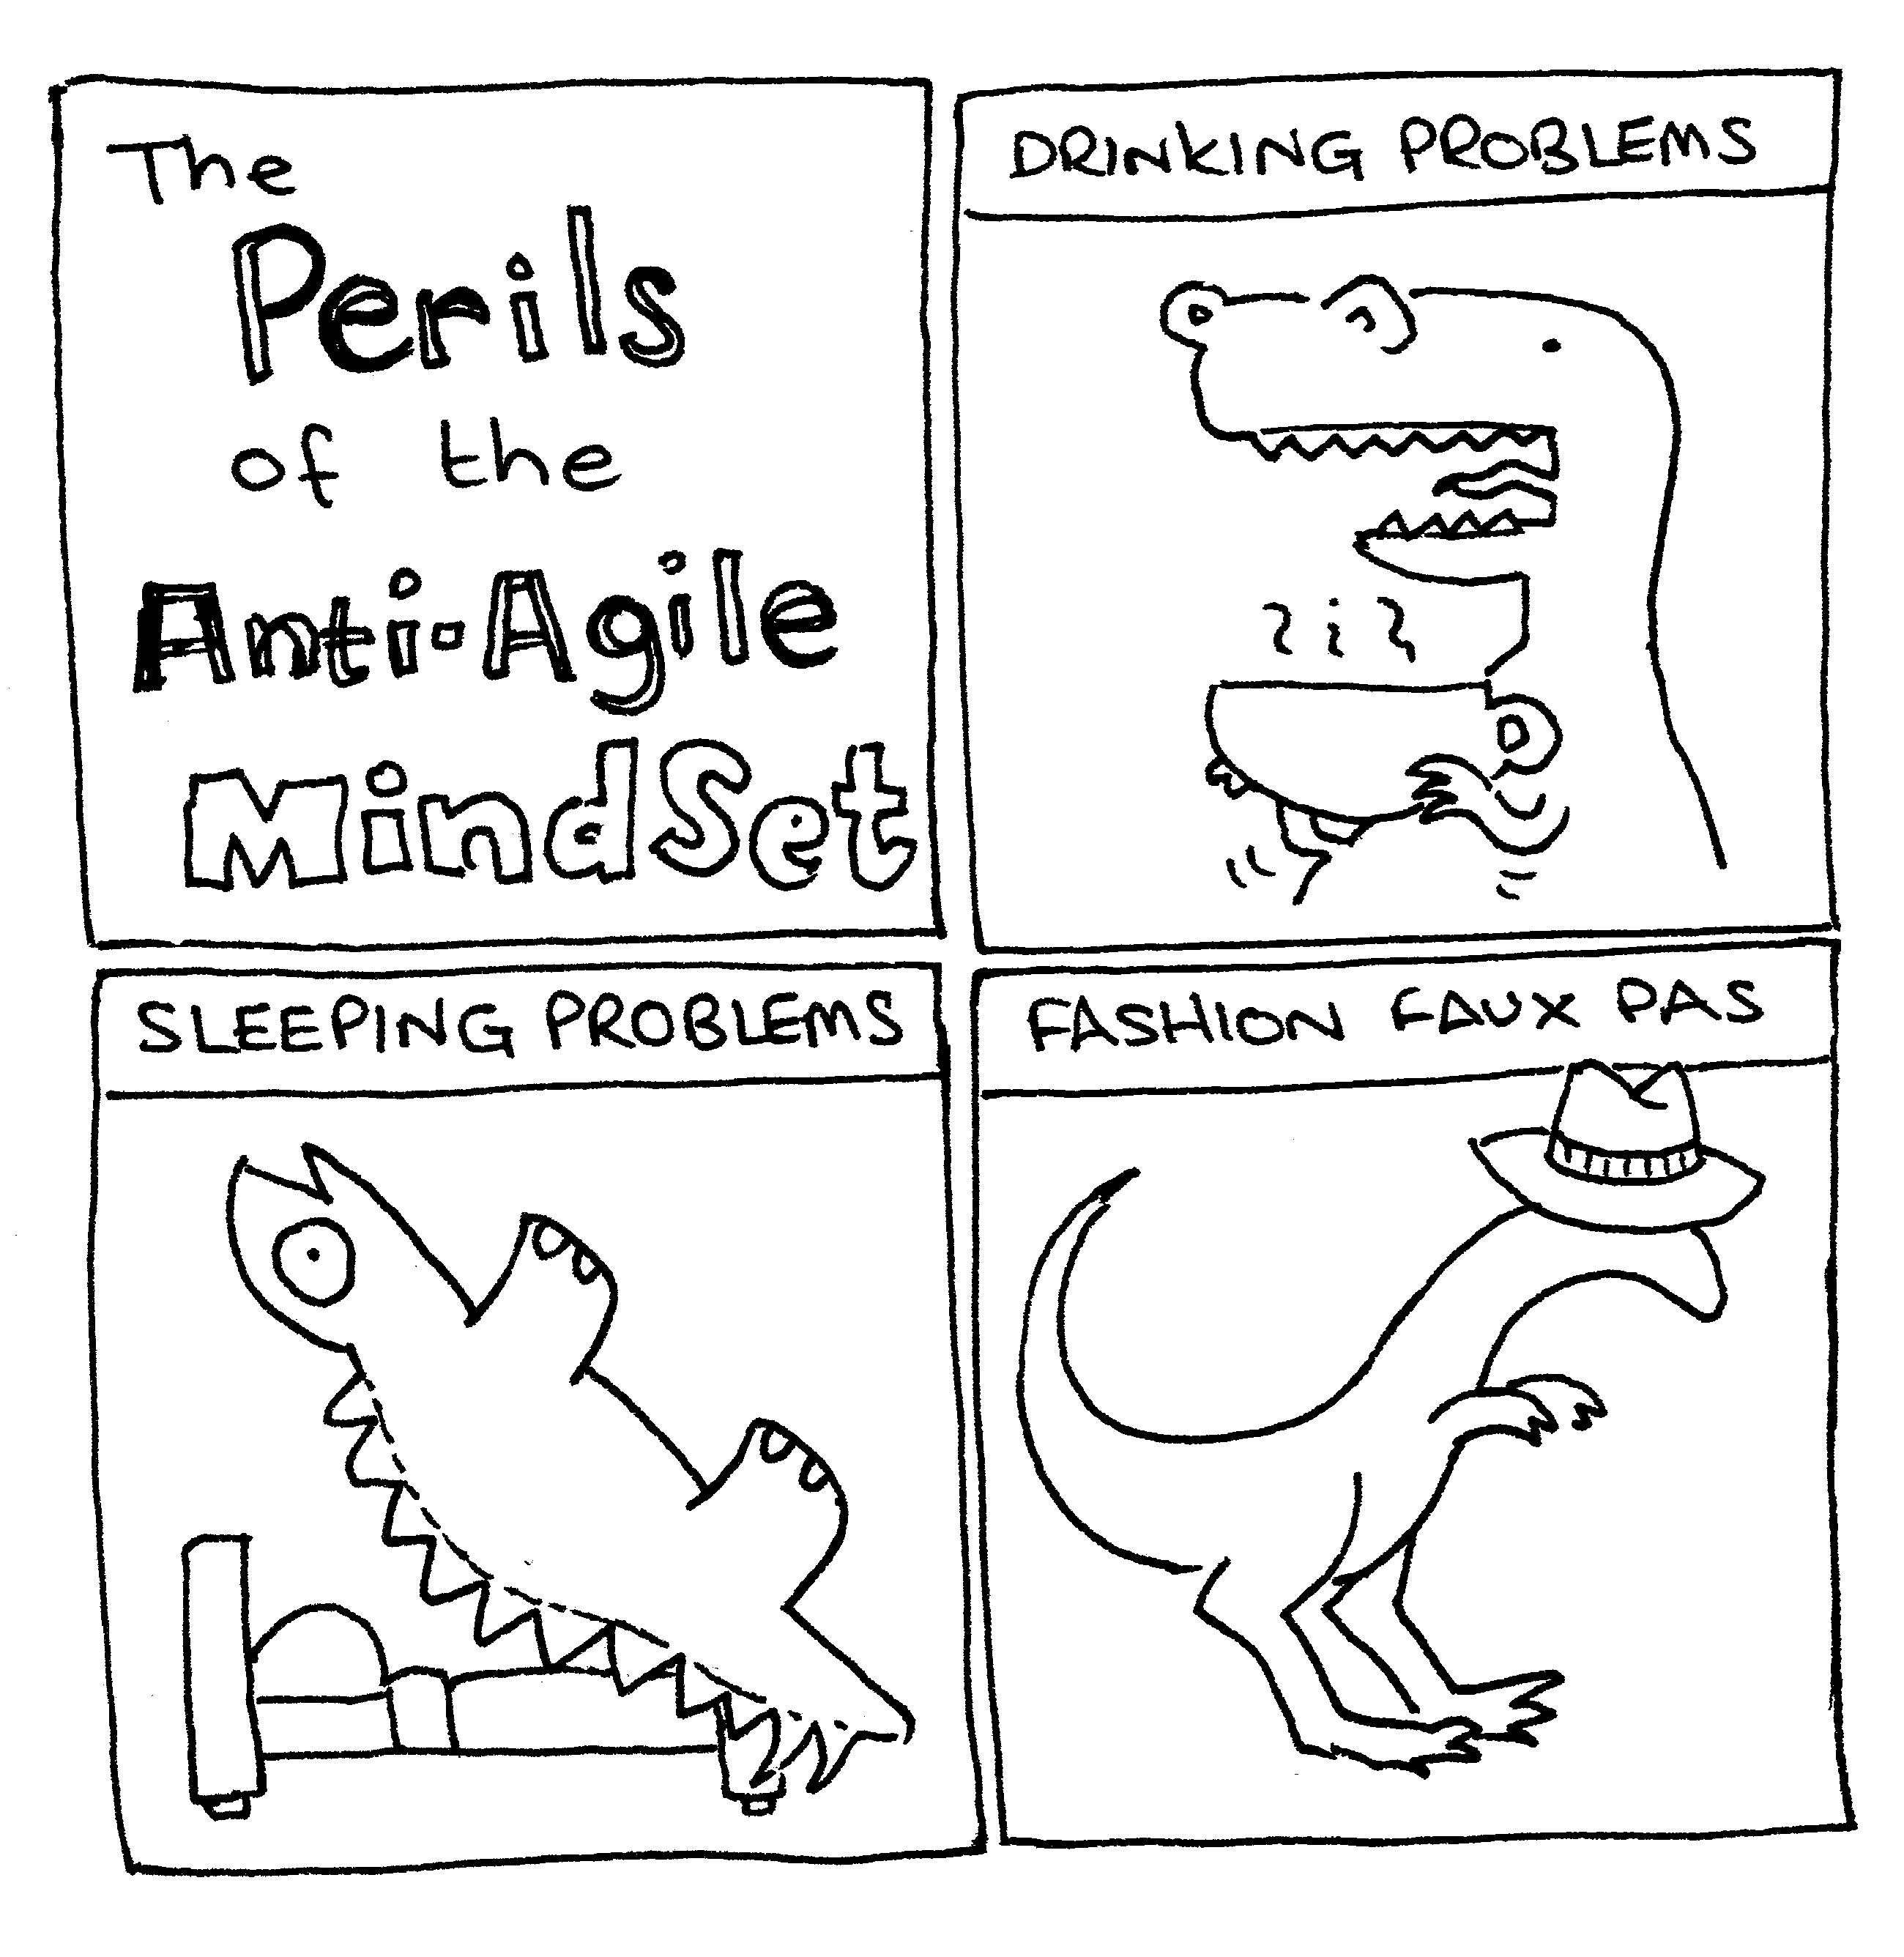 The
Perils
of the
Anti-Agile
MindSet
DRINKING PROBLEMS
SLEEPING PROBLEMS
FASHION FAUX PAS